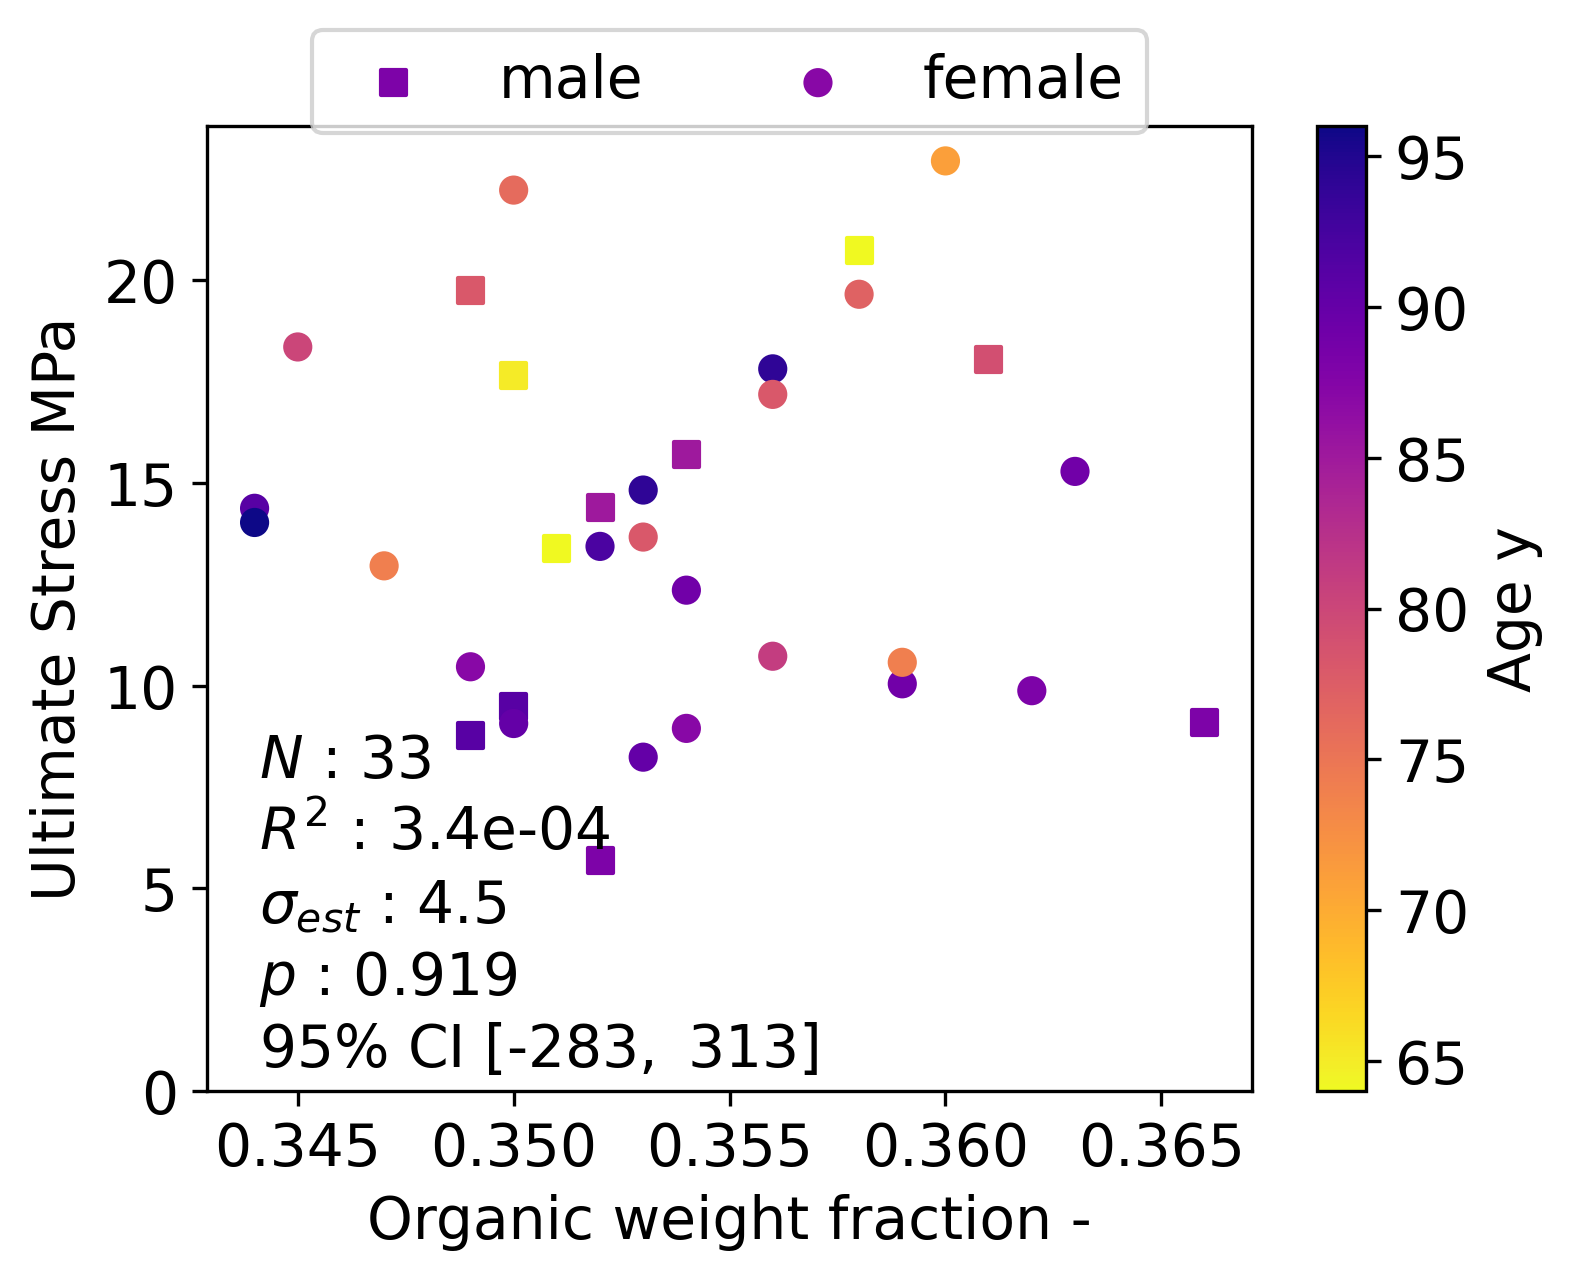 male female
95
90
85
80
75
70
65
Age y
20
15
10
5
0
Ultimate Stress MPa
N : 33
R² : 3.4e-04
σest : 4.5
p : 0.919
95% CI [-283, 313]
0.345 0.350 0.355 0.360 0.365
Organic weight fraction -